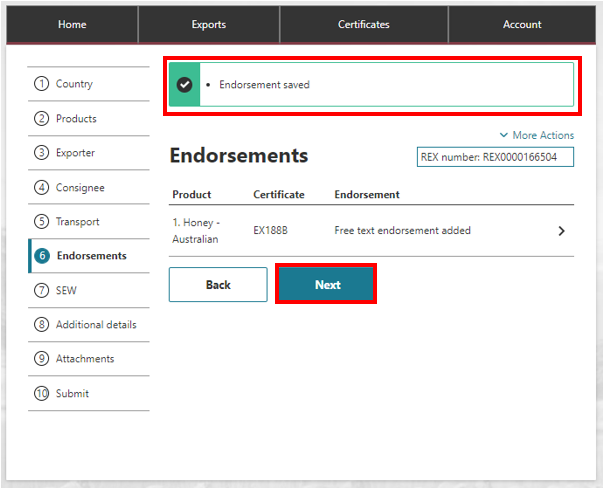 Home Exports Certificates Account
1 Country
2 Products
3 Exporter
4 Consignee
5 Transport
6 Endorsements
7 SEW
8 Additional details
9 Attachments
10 Submit
• Endorsement saved
More Actions
Endorsements
REX number: REX0000166504
Product Certificate Endorsement
1. Honey - 
Australian
EX188B
Free text endorsement added
Back Next